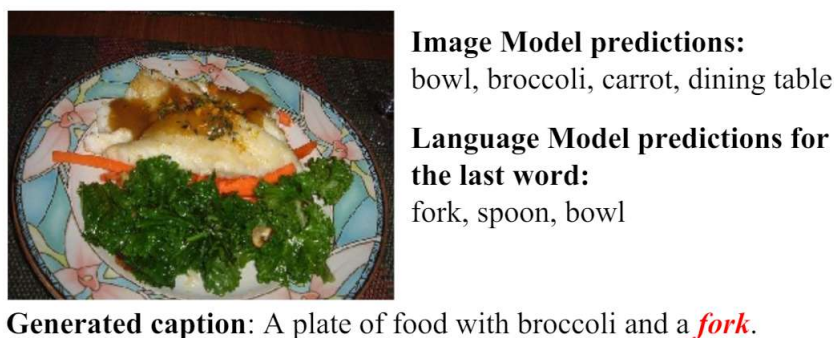 Image Model predictions:
bowl, broccoli, carrot, dining table
Language Model predictions for
the last word:
fork, spoon, bowl
Generated caption: A plate of food with broccoli and a fork.